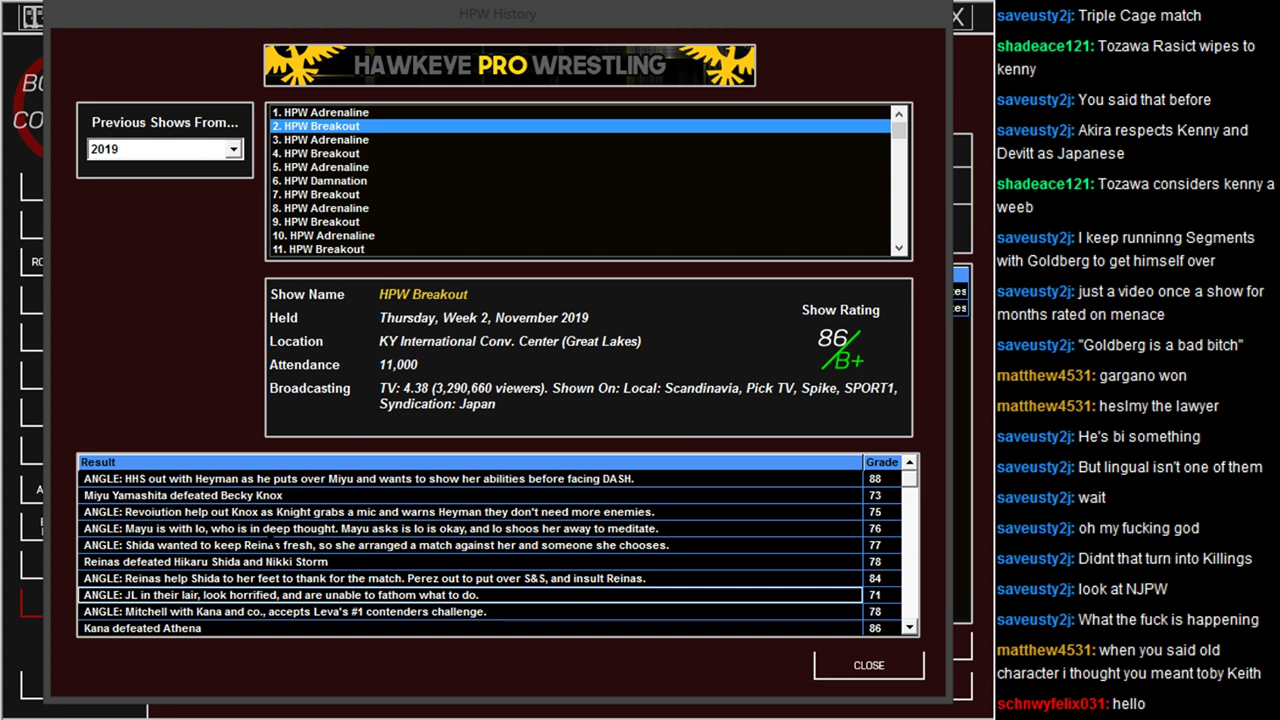 HPW History
X
HAWKEYE PRO WRESTLING
BO
CO
Previous Shows From...
2019
1. HPW Adrenaline
2. HPW Breakout
3. HPW Adrenaline
4. HPW Breakout
5. HPW Adrenaline
6. HPW Damnation
7. HPW Breakout
8. HPW Adrenaline
9. HPW Breakout
10. HPW Adrenaline
11. HPW Breakout
Show Name HPW Breakout
Held Thursday, Week 2, November 2019
Location KY International Conv. Center (Great Lakes)
Attendance 11,000
Broadcasting TV: 4.38 (3,290,660 viewers). Shown On: Local: Scandinavia, Pick TV, Spike, SPORT1,
Syndication: Japan
Show Rating
86/B+
Result Grade
ANGLE: HHS out with Heyman as he puts over Miyu and wants to show her abilities before facing DASH. 88
Miyu Yamashita defeated Becky Knox 73
ANGLE: Revoiution help out Knox as Knight grabs a mic and warns Heyman they don't need more enemies. 75
ANGLE: Mayu is with Io, who is in deep thought. Mayu asks is Io is okay, and Io shoos her away to meditate. 76
ANGLE: Shida wanted to keep Reinas fresh, so she arranged a match against her and someone she chooses. 77
Reinas defeated Hikaru Shida and Nikki Storm 78
ANGLE: Reinas help Shida to her feet to thank for the match. Perez out to put over S&S, and insult Reinas. 84
ANGLE: JL in their lair, look horrified, and are unable to fathom what to do. 71
ANGLE: Mitchell with Kana and co., accepts Leva's #1 contenders challenge. 78
Kana defeated Athena 86
CLOSE
saveusty2j: Triple Cage match
shadeace121: Tozawa Rasict wipes to
kenny
saveusty2j: You said that before
saveusty2j: Akira respects Kenny and
Devitt as Japanese
shadeace121: Tozawa considers kenny a
weeb
saveusty2j: I keep runninng Segments
with Goldberg to get himself over
saveusty2j: just a video once a show for
months rated on menace
saveusty2j: "Goldberg is a bad bitch"
matthew4531: gargano won
matthew4531: heslmy the lawyer
saveusty2j: He's bi something
saveusty2j: But lingual isn't one of them
saveusty2j: wait
saveusty2j: oh my fucking god
saveusty2j: Didnt that turn into Killings
saveusty2j: look at NJPW
saveusty2j: What the fuck is happening
matthew4531: when you said old
character i thought you meant toby Keith
schnwyfelix031: hello